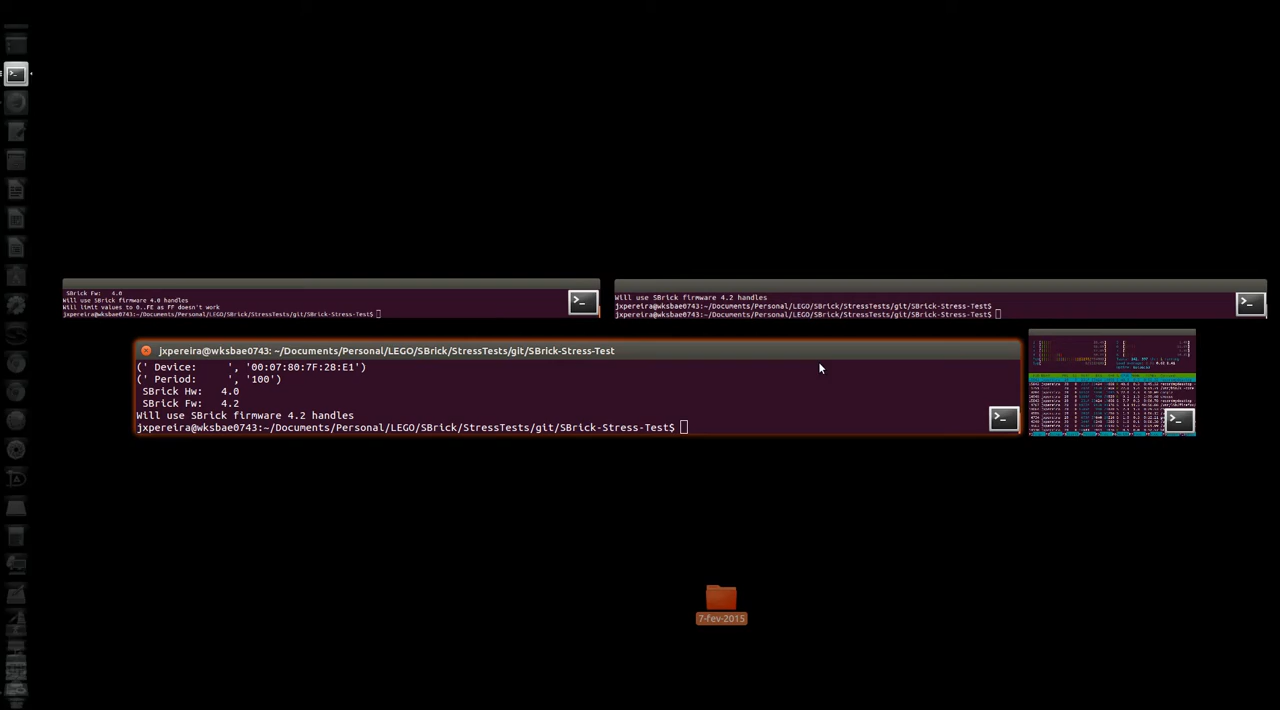 SBrick Fw: 4.0
Will use SBrick firmware 4.0 handles
Will limit values to 0..FE as FF doesn't work
jxpereira@wksbae0743:~/Documents/Personal/LEGO/SBrick/StressTests/git/SBrick-Stress-Test$
Will use SBrick firmware 4.2 handles
jxpereira@wksbae0743:~/Documents/Personal/LEGO/SBrick/StressTests/git/SBrick-Stress-Test$
jxpereira@wksbae0743:~/Documents/Personal/LEGO/SBrick/StressTests/git/SBrick-Stress-Test$
jxpereira@wksbae0743: ~/Documents/Personal/LEGO/SBrick/StressTests/git/SBrick-Stress-Test
(' Device:     ', '00:07:80:7F:28:E1')
(' Period:     ', '100')
SBrick Hw:   4.0
SBrick Fw:   4.2
Will use SBrick firmware 4.2 handles
jxpereira@wksbae0743:~/Documents/Personal/LEGO/SBrick/StressTests/git/SBrick-Stress-Test$
7-fev-2015